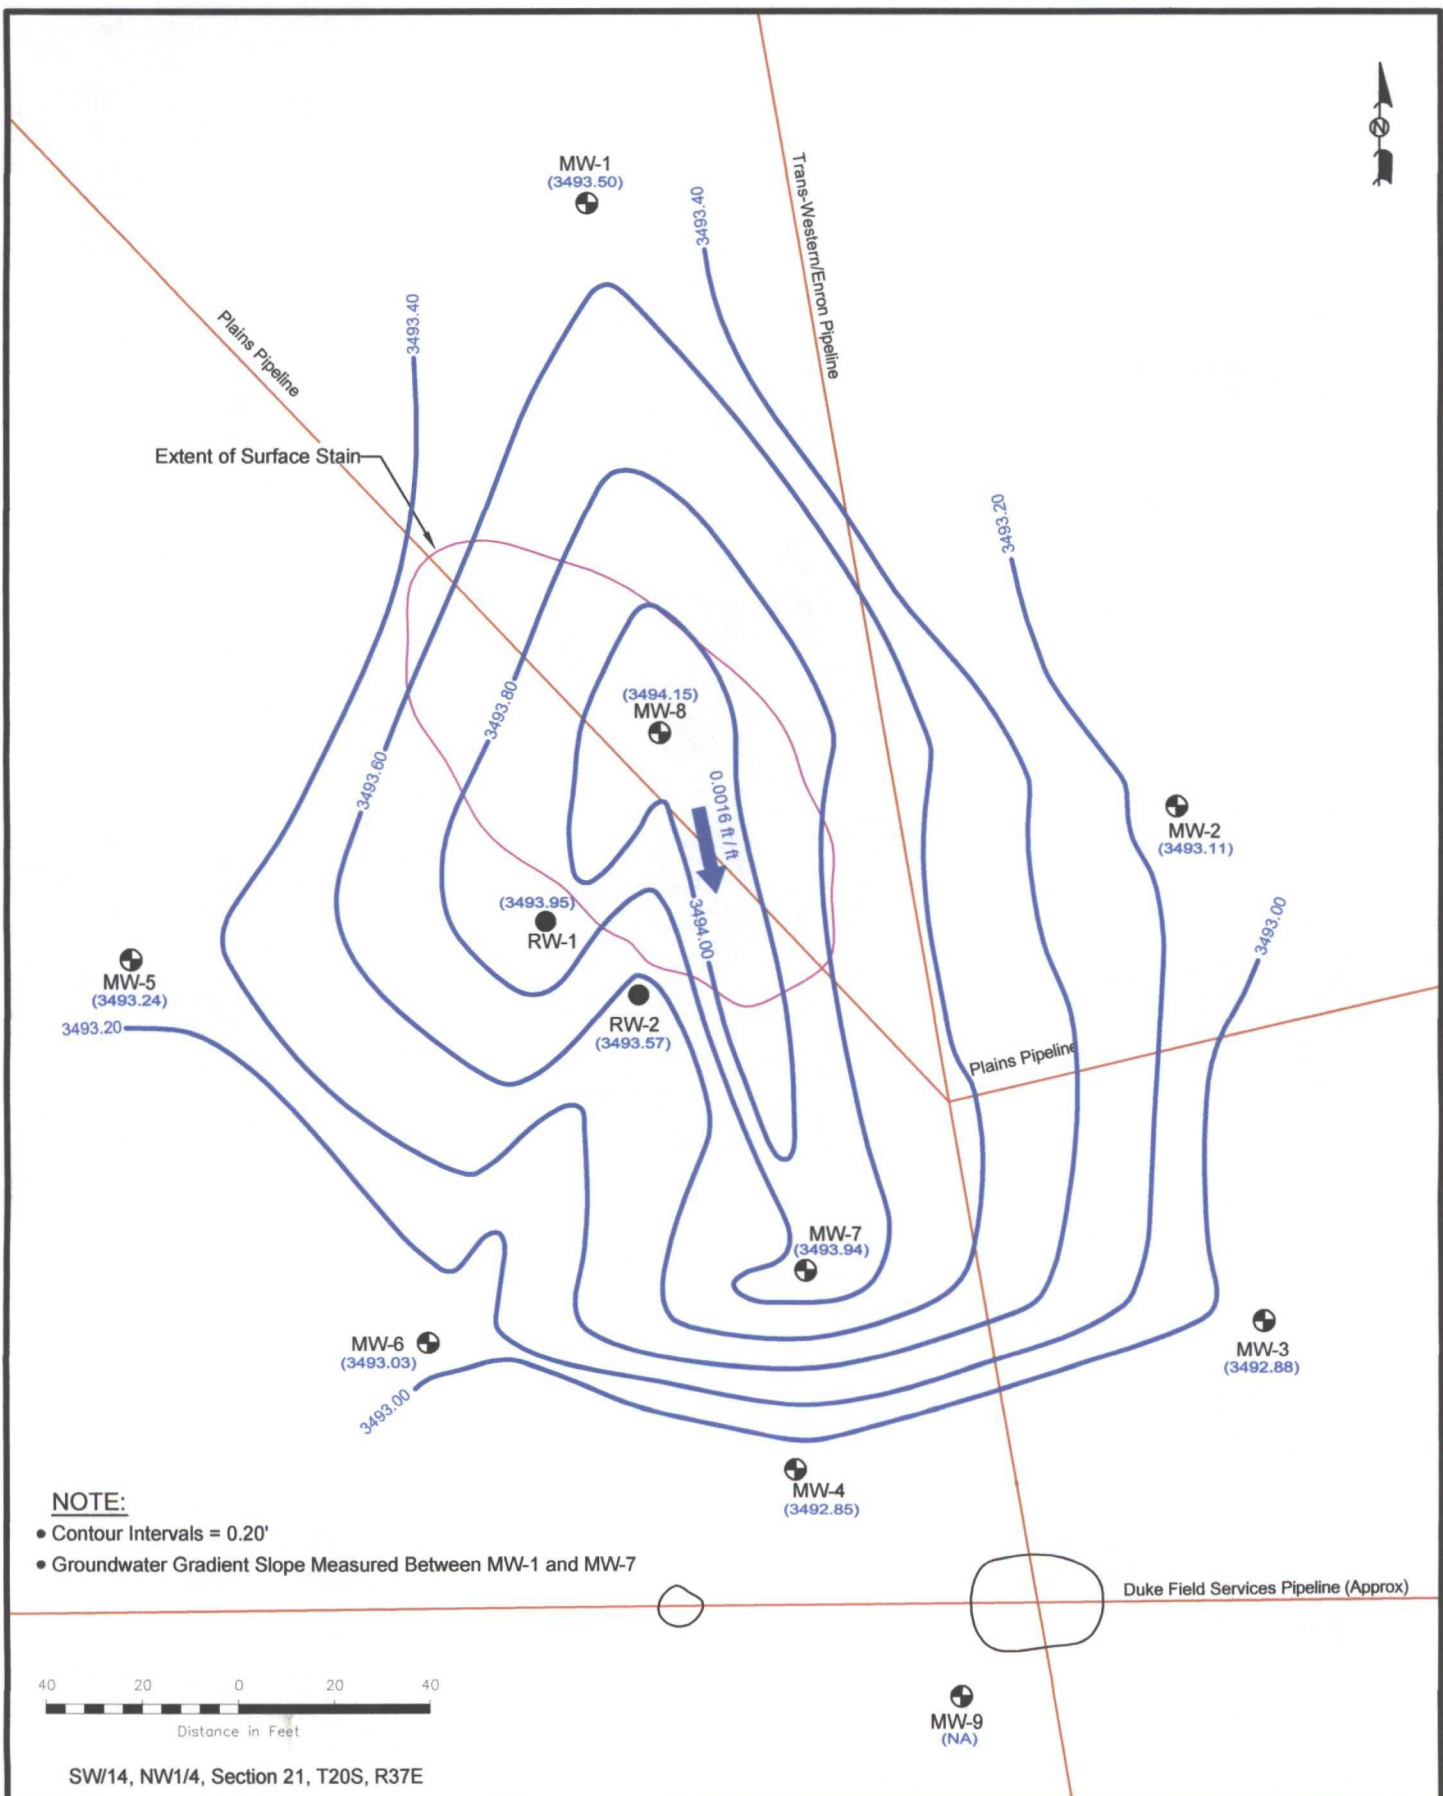 MW-1
(3493.50)
N
3493.40
Trans-Western/Enron Pipeline
3493.40
Plains Pipeline
Extent of Surface Stain
3493.20
3493.80
(3494.15)
MW-8
3493.60
0.0016 ft / ft
MW-2
(3493.11)
(3493.95)
RW-1
3494.00
3493.00
MW-5
(3493.24)
3493.20
RW-2
(3493.57)
Plains Pipeline
MW-7
(3493.94)
MW-6
(3493.03)
MW-3
(3492.88)
3493.00
MW-4
(3492.85)
NOTE:
• Contour Intervals = 0.20'
• Groundwater Gradient Slope Measured Between MW-1 and MW-7
Duke Field Services Pipeline (Approx)
40 20 0 20 40
Distance in Feet
MW-9
(NA)
SW/14, NW1/4, Section 21, T20S, R37E